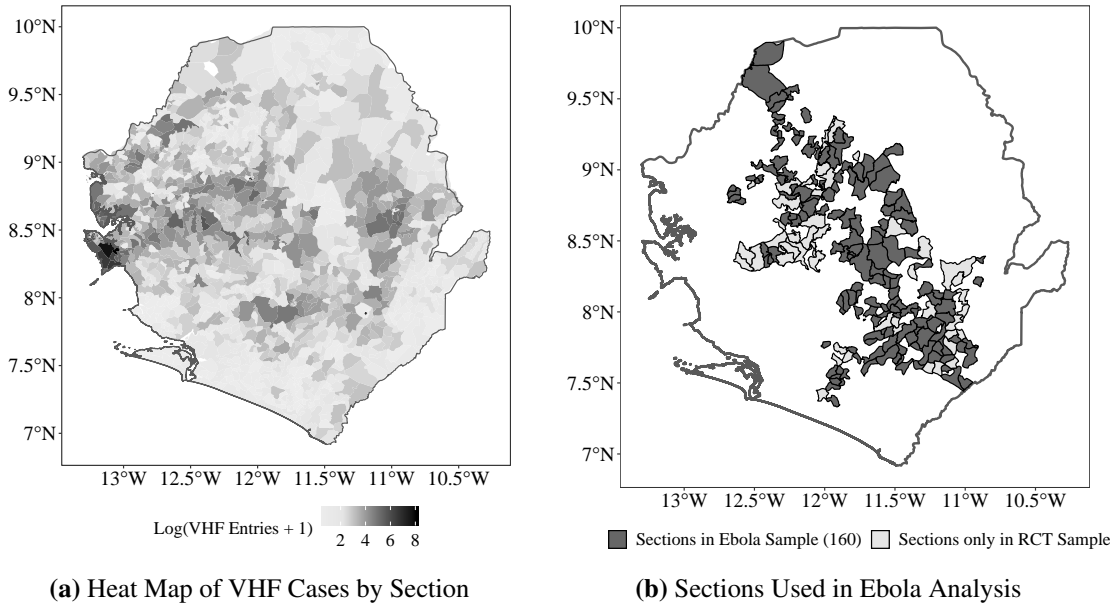 10°N
9.5°N
9°N
8.5°N
8°N
7.5°N
7°N
13°W 12.5°W 12°W 11.5°W 11°W 10.5°W
Log(VHF Entries + 1)
2 4 6 8
(a) Heat Map of VHF Cases by Section
10°N
9.5°N
9°N
8.5°N
8°N
7.5°N
7°N
13°W 12.5°W 12°W 11.5°W 11°W 10.5°W
Sections in Ebola Sample (160) Sections only in RCT Sample
(b) Sections Used in Ebola Analysis